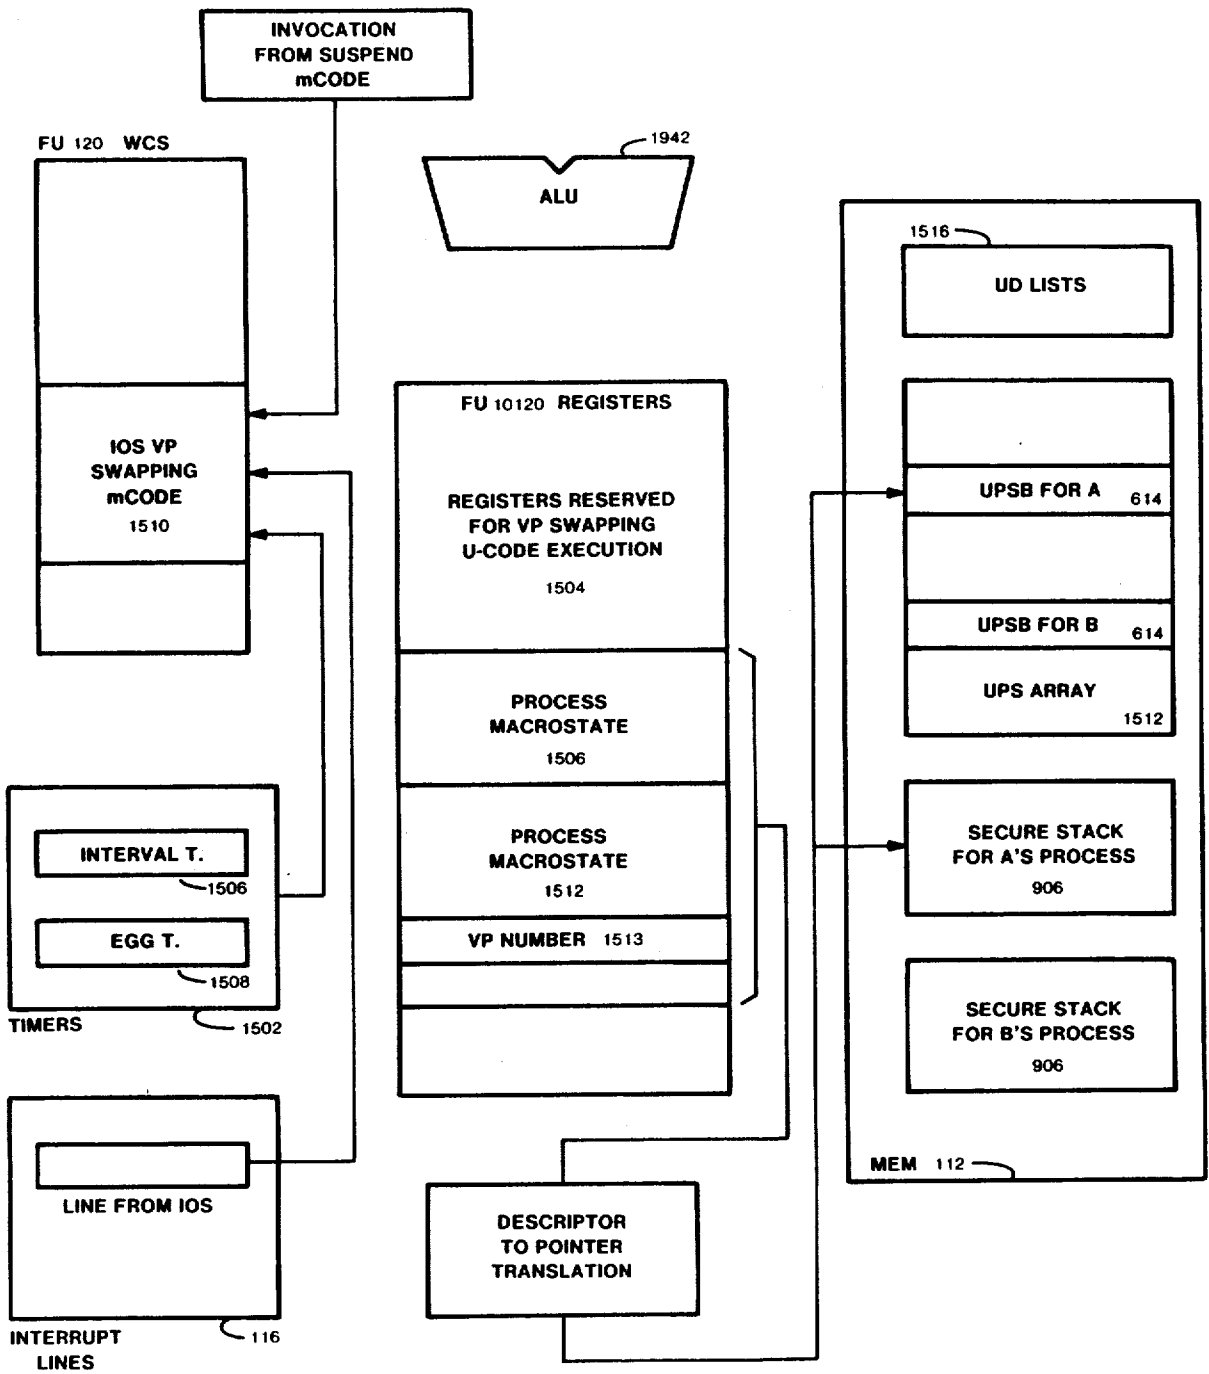 INVOCATION
FROM SUSPEND
mCODE
FU 120 WCS
IOS VP
SWAPPING
mCODE
1510
1942
ALU
FU 10120 REGISTERS
REGISTERS RESERVED
FOR VP SWAPPING
U-CODE EXECUTION
1504
PROCESS
MACROSTATE
1506
PROCESS
MACROSTATE
1512
VP NUMBER 1513
INTERVAL T.
1506
EGG T.
1508
TIMERS
1502
LINE FROM IOS
INTERRUPT
LINES
116
DESCRIPTOR
TO POINTER
TRANSLATION
1516
UD LISTS
UPSB FOR A 614
UPSB FOR B 614
UPS ARRAY
1512
SECURE STACK
FOR A'S PROCESS
906
SECURE STACK
FOR B'S PROCESS
906
MEM 112